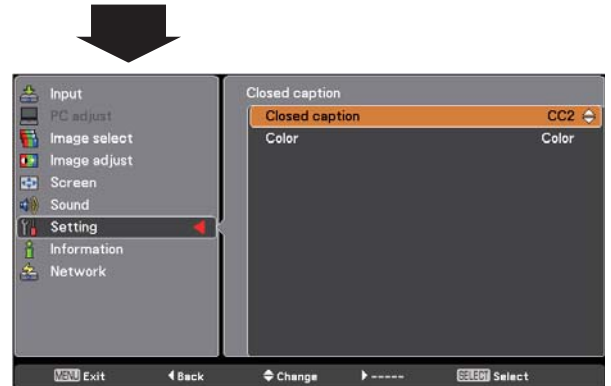 Input
PC adjust
Image select
Image adjust
Screen
Sound
Setting
Information
Network
Closed caption
Closed caption CC2
Color Color
MENU Exit Back Change ----- SELECT Select